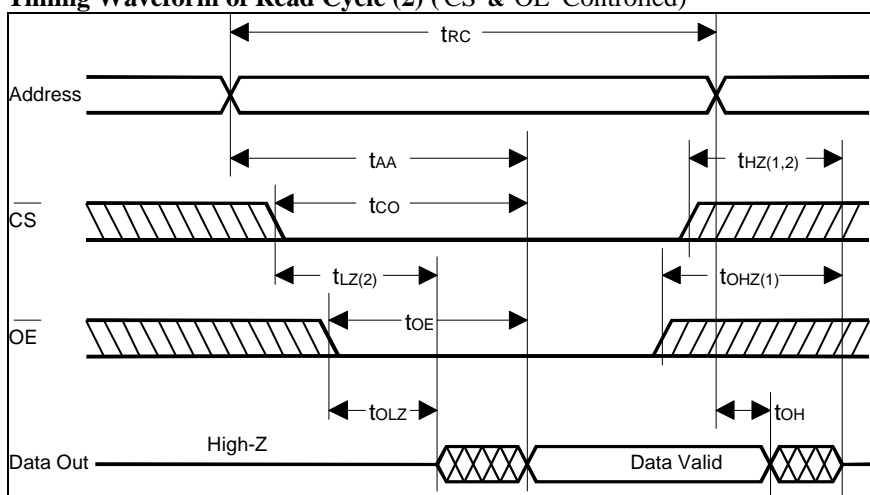 Timing Waveform of Read Cycle (2) ( CS & OE Controlled)
tRC
Address
tAA
tHZ(1,2)
CS
tCO
tLZ(2)
tOHZ(1)
OE
tOE
tOLZ
tOH
High-Z
Data Out
Data Valid